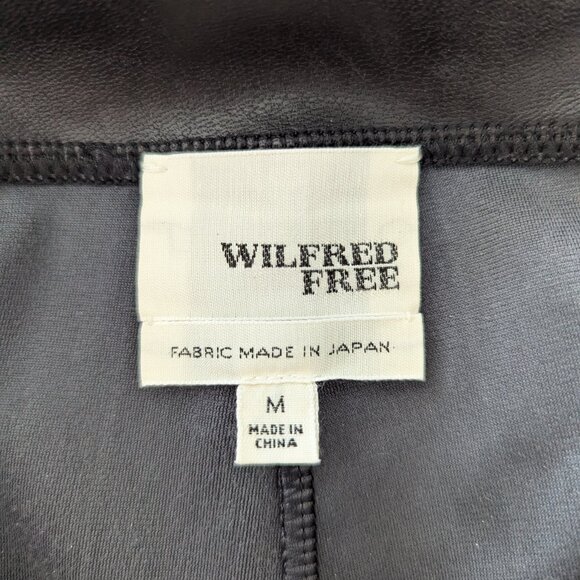 WILFRED
FREE
FABRIC MADE IN JAPAN
M
MADE IN
CHINA